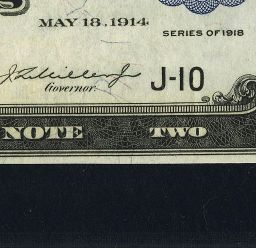 MAY 18, 1914.
SERIES OF 1918
J-10
Governor.
NOTE TWO